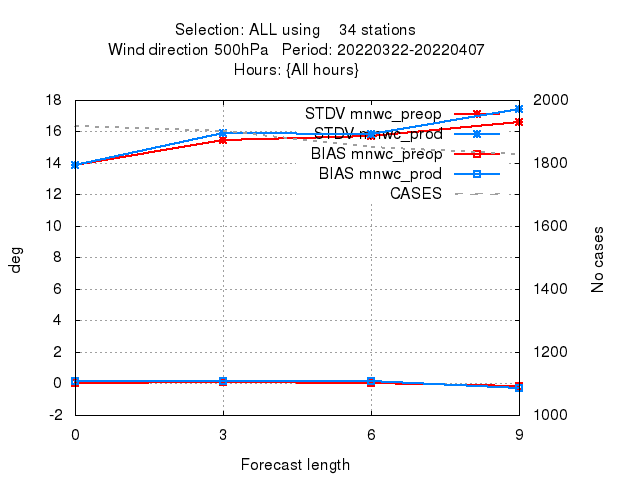 Selection: ALL using    34 stations
Wind direction 500hPa   Period: 20220322-20220407
Hours: {All hours}
18
16
14
12
10
8
6
4
2
0
-2
2000
1800
1600
1400
1200
1000
STDV mnwc_preop
STDV mnwc_prod
BIAS mnwc_preop
BIAS mnwc_prod
CASES
deg
No cases
0 3 6 9
Forecast length